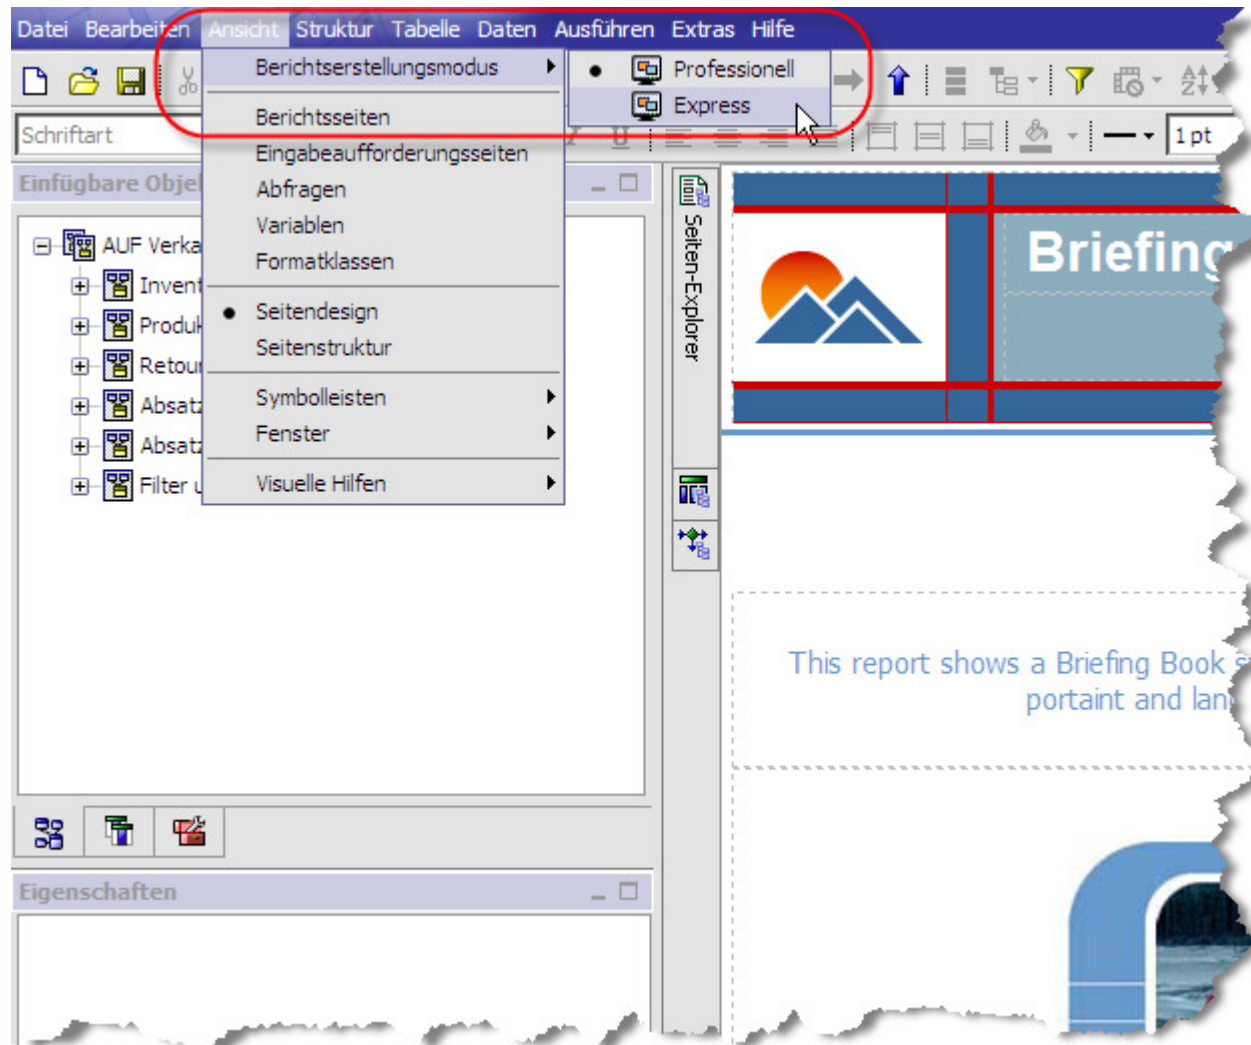 Datei Bearbeiten Ansicht Struktur Tabelle Daten Ausführen Extras Hilfe
Berichtserstellungsmodus
Professionell
Express
Berichtsseiten
Eingabeaufforderungsseiten
Abfragen
Variablen
Formatklassen
Seitendesign
Seitenstruktur
Symbolleisten
Fenster
Visuelle Hilfen
Schriftart
U
1 pt
Einfügbare Obje
AUF Verka
Invent
Produk
Retour
Absatz
Absatz
Filter u
Seiten-Explorer
Briefing
This report shows a Briefing Book s
portaint and lan
Eigenschaften